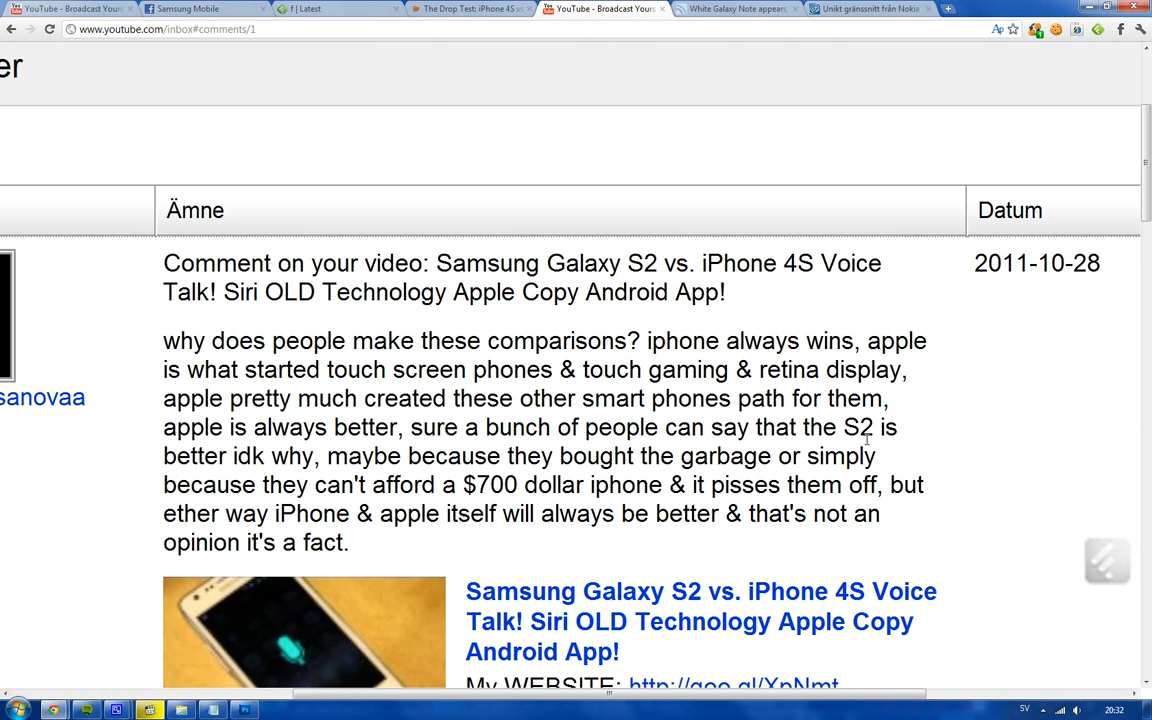 YouTube - Broadcast Yours
Samsung Mobile
f | Latest
The Drop Test: iPhone 4S v
YouTube - Broadcast Yours
White Galaxy Note appears
Unikt gränssnitt från Nokia
www.youtube.com/inbox#comments/1
er
Ämne
Datum
Comment on your video: Samsung Galaxy S2 vs. iPhone 4S Voice
Talk! Siri OLD Technology Apple Copy Android App!
2011-10-28
why does people make these comparisons? iphone always wins, apple
is what started touch screen phones & touch gaming & retina display,
apple pretty much created these other smart phones path for them,
apple is always better, sure a bunch of people can say that the S2 is
better idk why, maybe because they bought the garbage or simply
because they can't afford a $700 dollar iphone & it pisses them off, but
ether way iPhone & apple itself will always be better & that's not an
opinion it's a fact.
sanovaa
Samsung Galaxy S2 vs. iPhone 4S Voice
Talk! Siri OLD Technology Apple Copy
Android App!
My WEBSITE: http://goo.gl/XpNmt
SV
20:32